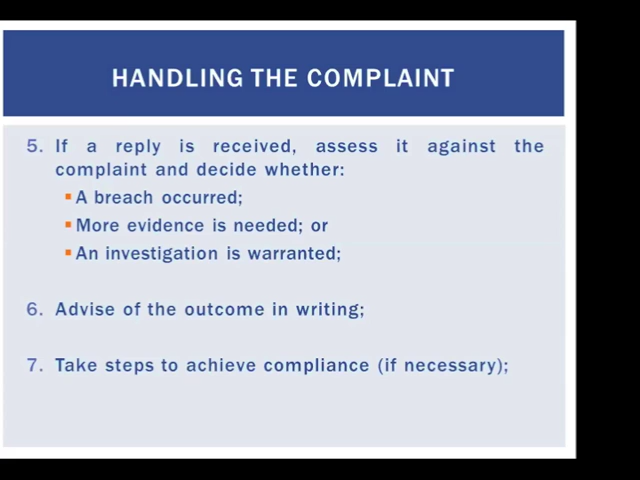 HANDLING THE COMPLAINT
5. If a reply is received, assess it against the
complaint and decide whether:
▪ A breach occurred;
▪ More evidence is needed; or
▪ An investigation is warranted;
6. Advise of the outcome in writing;
7. Take steps to achieve compliance (if necessary);